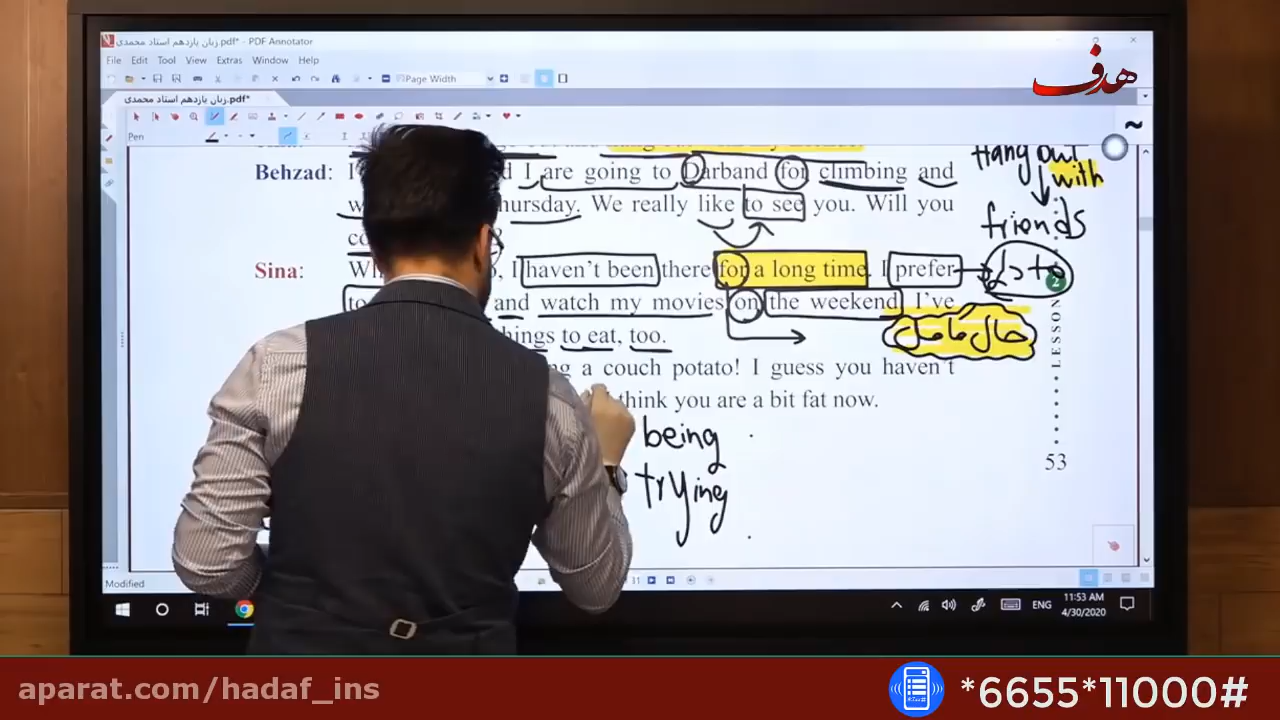 زبان یازدهم استاد محمدی.pdf* - PDF Annotator
هدف
File Edit Tool View Extras Window Help
Page Width
زبان یازدهم استاد محمدی.pdf*
Pen
Hang out
with
friends
Behzad: I are going to Darband for climbing and
hursday. We really like to see you. Will you
Sina: I haven't been there for a long time. I prefer
to and watch my movies on the weekend. I've
things to eat, too.
حال کامل
a couch potato! I guess you haven't
think you are a bit fat now.
being
trying
2
LESSON
53
Modified
31
ENG
11:53 AM
4/30/2020
aparat.com/hadaf_ins
*6655*11000#